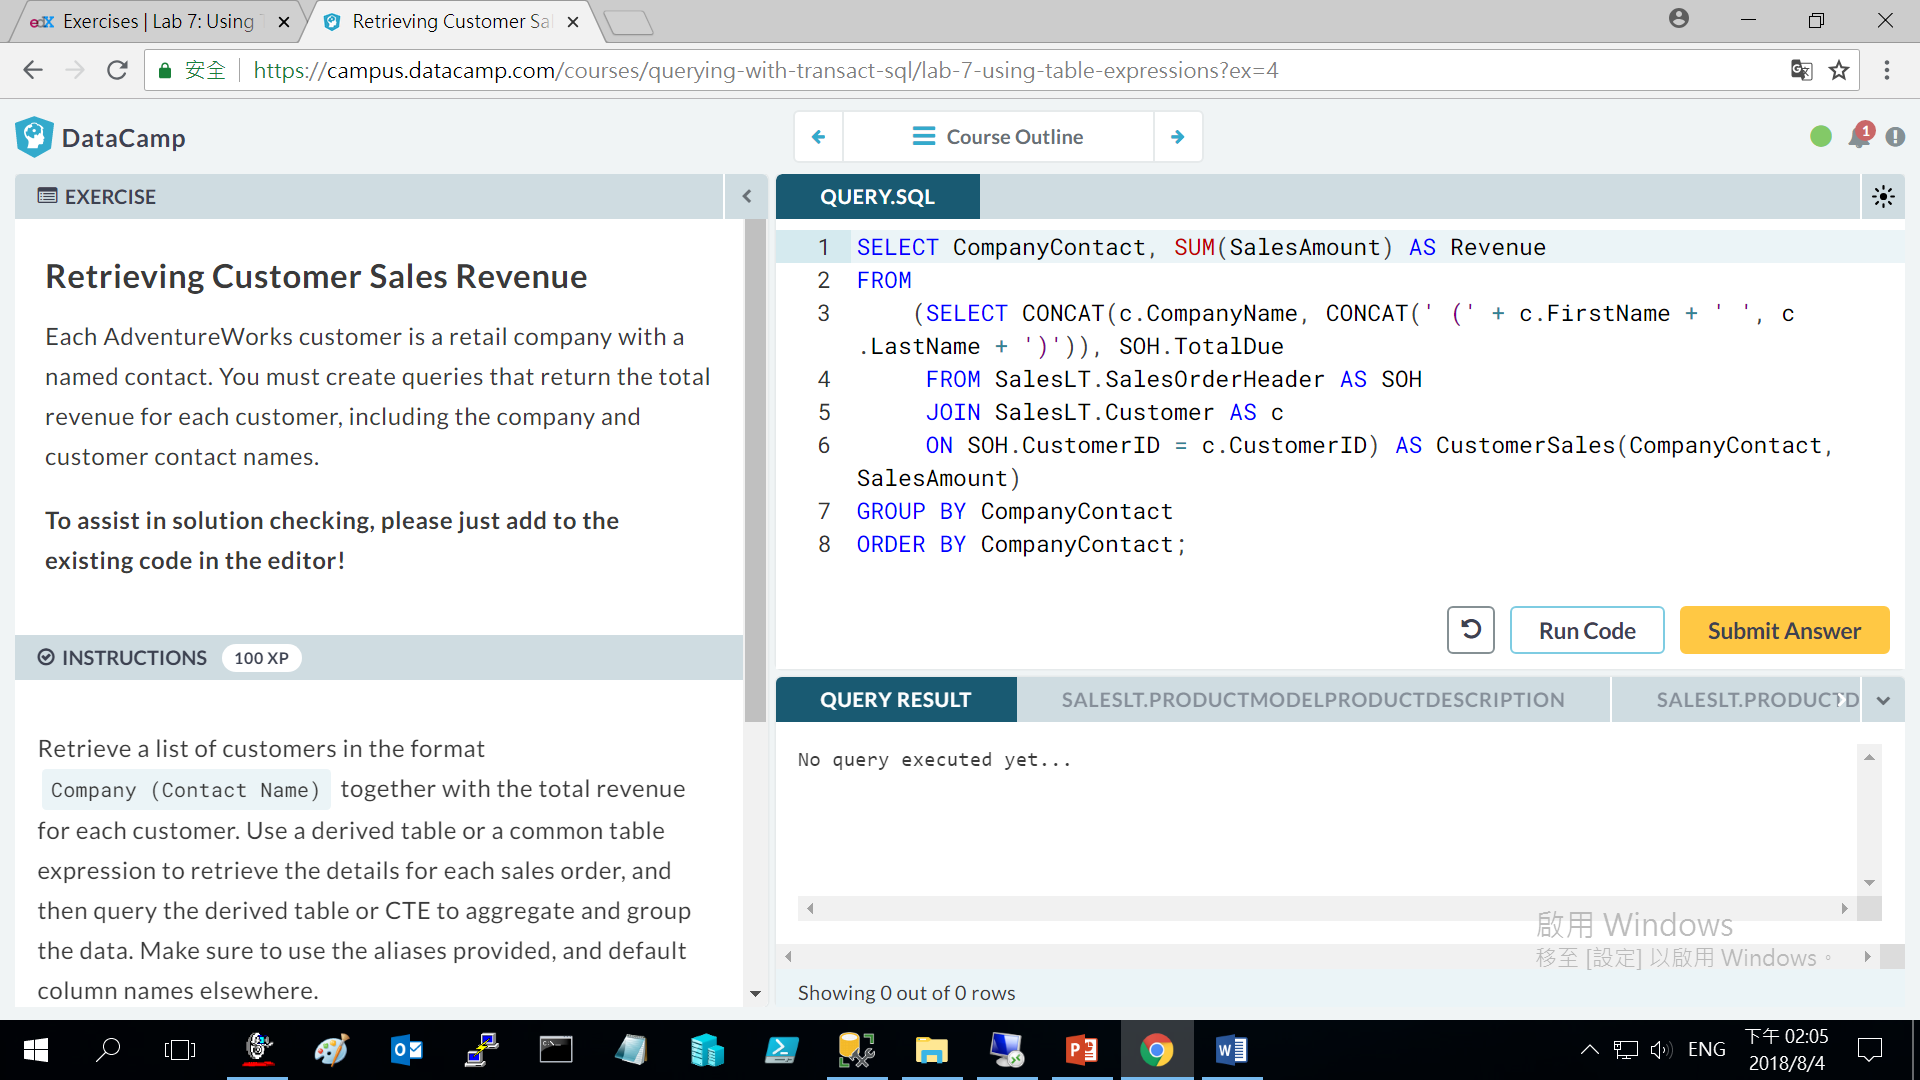 edX Exercises | Lab 7: Using T
Retrieving Customer Sal
安全
https://campus.datacamp.com/courses/querying-with-transact-sql/lab-7-using-table-expressions?ex=4
DataCamp
Course Outline
1
EXERCISE
Retrieving Customer Sales Revenue
Each AdventureWorks customer is a retail company with a
named contact. You must create queries that return the total
revenue for each customer, including the company and
customer contact names.
To assist in solution checking, please just add to the
existing code in the editor!
INSTRUCTIONS 100 XP
Retrieve a list of customers in the format
Company (Contact Name) together with the total revenue
for each customer. Use a derived table or a common table
expression to retrieve the details for each sales order, and
then query the derived table or CTE to aggregate and group
the data. Make sure to use the aliases provided, and default
column names elsewhere.
QUERY.SQL
1 SELECT CompanyContact, SUM(SalesAmount) AS Revenue
2 FROM
3 (SELECT CONCAT(c.CompanyName, CONCAT(' (' + c.FirstName + ' ', c
.LastName + ')')), SOH.TotalDue
4 FROM SalesLT.SalesOrderHeader AS SOH
5 JOIN SalesLT.Customer AS c
6 ON SOH.CustomerID = c.CustomerID) AS CustomerSales(CompanyContact,
SalesAmount)
7 GROUP BY CompanyContact
8 ORDER BY CompanyContact;
Run Code
Submit Answer
QUERY RESULT
SALESLT.PRODUCTMODELPRODUCTDESCRIPTION
SALESLT.PRODUCTD
No query executed yet...
Showing 0 out of 0 rows
啟用 Windows
移至 [設定] 以啟用 Windows。
ENG
下午 02:05
2018/8/4